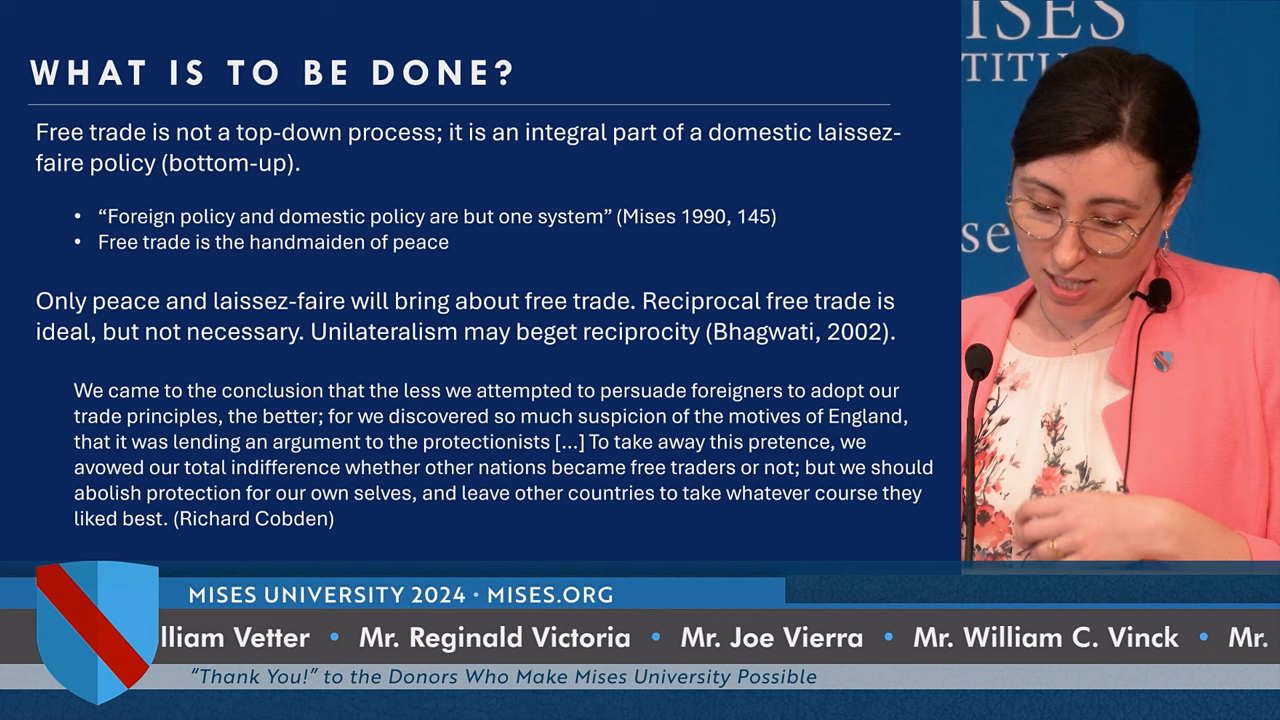 WHAT IS TO BE DONE?
Free trade is not a top-down process; it is an integral part of a domestic laissez-
faire policy (bottom-up).
• “Foreign policy and domestic policy are but one system” (Mises 1990, 145)
• Free trade is the handmaiden of peace
Only peace and laissez-faire will bring about free trade. Reciprocal free trade is
ideal, but not necessary. Unilateralism may beget reciprocity (Bhagwati, 2002).
We came to the conclusion that the less we attempted to persuade foreigners to adopt our
trade principles, the better; for we discovered so much suspicion of the motives of England,
that it was lending an argument to the protectionists [...] To take away this pretence, we
avowed our total indifference whether other nations became free traders or not; but we should
abolish protection for our own selves, and leave other countries to take whatever course they
liked best. (Richard Cobden)
ISES
TITU
se
MISES UNIVERSITY 2024 • MISES.ORG
lliam Vetter • Mr. Reginald Victoria • Mr. Joe Vierra • Mr. William C. Vinck • Mr.
“Thank You!” to the Donors Who Make Mises University Possible